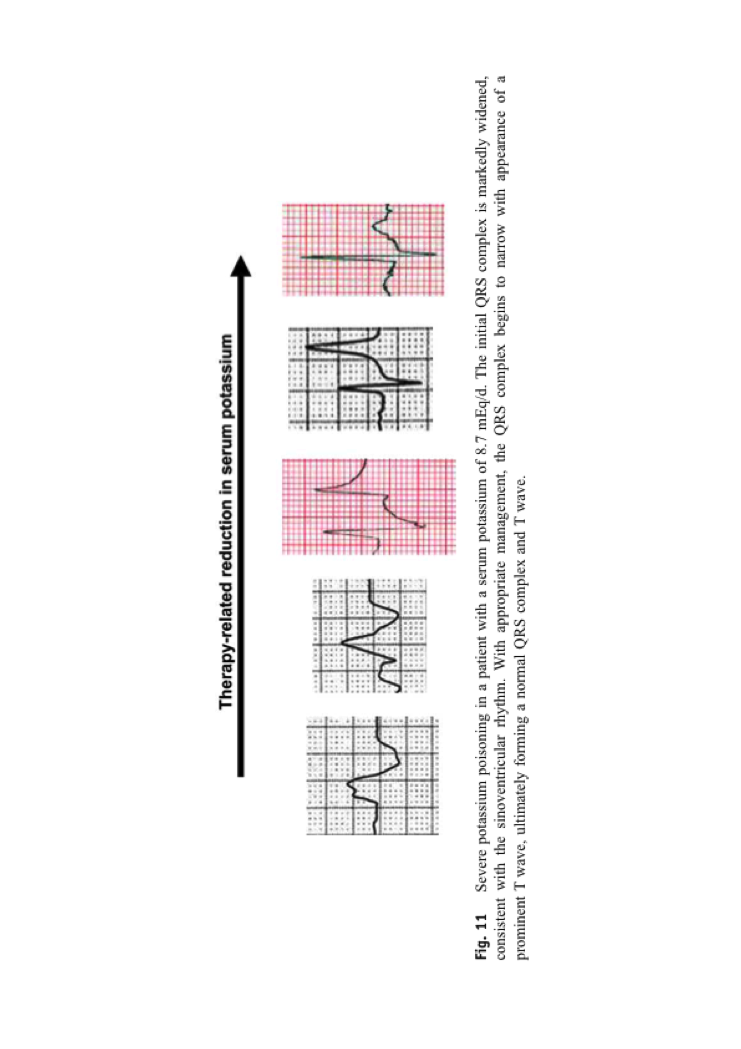 Therapy-related reduction in serum potassium
Fig. 11 Severe potassium poisoning in a patient with a serum potassium of 8.7 mEq/d. The initial QRS complex is markedly widened,
consistent with the sinoventricular rhythm. With appropriate management, the QRS complex begins to narrow with appearance of a
prominent T wave, ultimately forming a normal QRS complex and T wave.